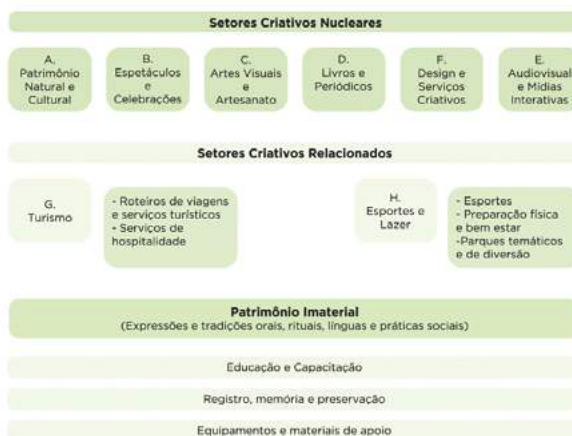 Setores Criativos Nucleares
A.
Patrimônio
Natural e
Cultural
B.
Espetáculos
e
Celebrações
C.
Artes Visuais
e
Artesanato
D.
Livros e
Periódicos
F.
Design e
Serviços
Criativos
E.
Audiovisual
e Mídias
Interativas
Setores Criativos Relacionados
G.
Turismo
- Roteiros de viagens
e serviços turísticos
- Serviços de
hospitalidade
H.
Esportes e
Lazer
- Esportes
- Preparação física
e bem estar
-Parques temáticos
e de diversão
Patrimônio Imaterial
(Expressões e tradições orais, rituais, línguas e práticas sociais)
Educação e Capacitação
Registro, memória e preservação
Equipamentos e materiais de apoio